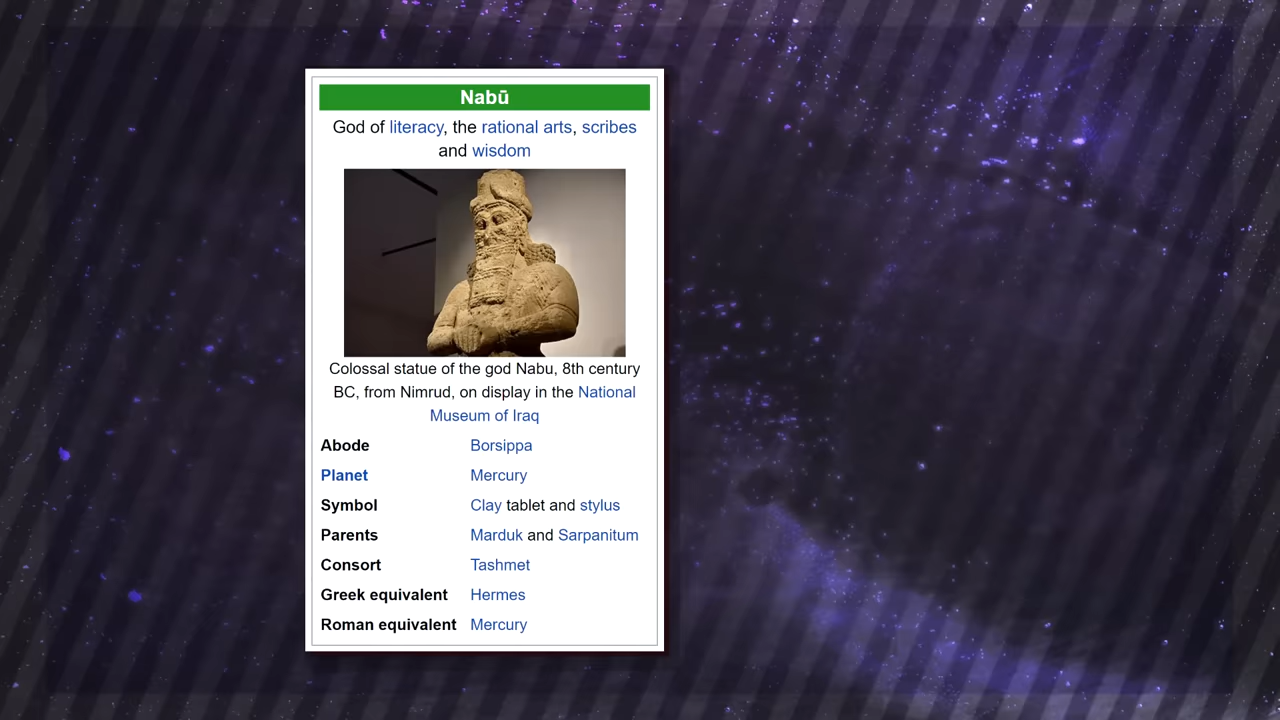 Nabū
God of literacy, the rational arts, scribes
and wisdom
Colossal statue of the god Nabu, 8th century
BC, from Nimrud, on display in the National
Museum of Iraq
Abode Borsippa
Planet Mercury
Symbol Clay tablet and stylus
Parents Marduk and Sarpanitum
Consort Tashmet
Greek equivalent Hermes
Roman equivalent Mercury